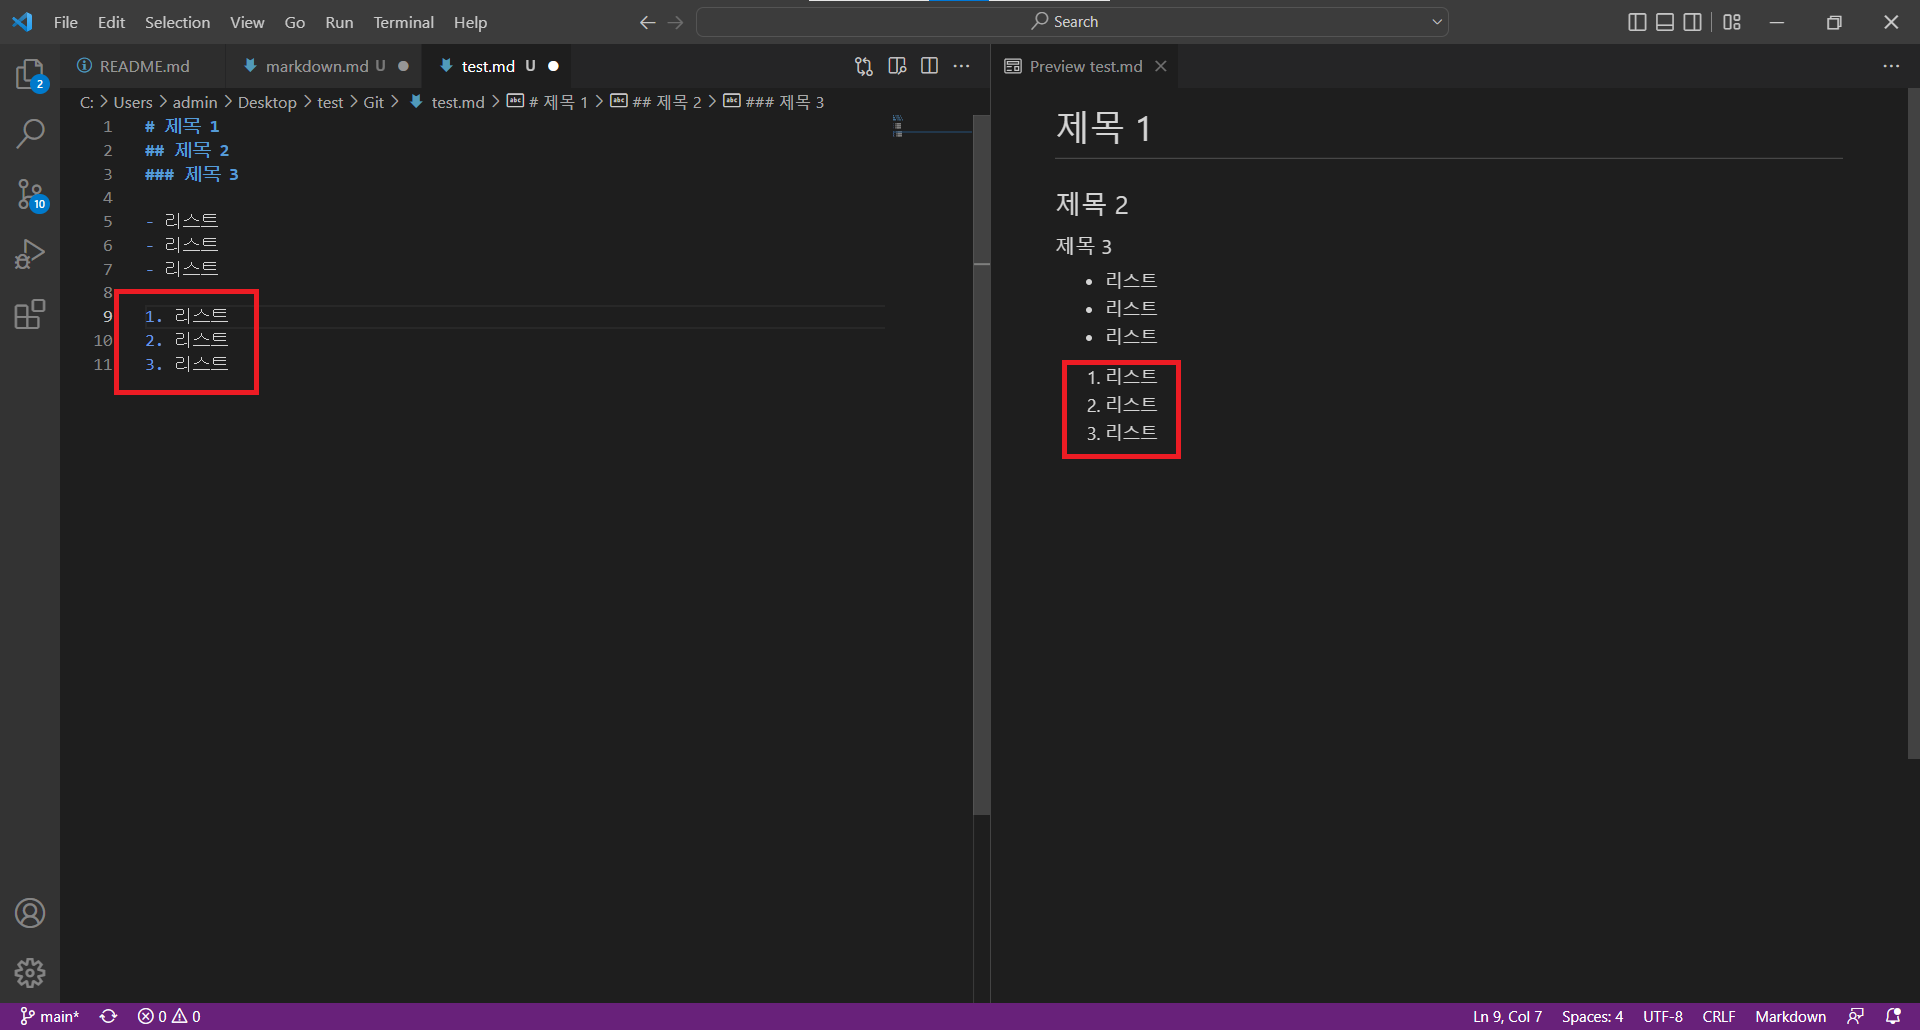 File Edit Selection View Go Run Terminal Help
Search
README.md
markdown.md U
test.md U
Preview test.md
C: > Users > admin > Desktop > test > Git > test.md > # 제목 1 > ## 제목 2 > ### 제목 3
1 # 제목 1
2 ## 제목 2
3 ### 제목 3
4
5 - 리스트
6 - 리스트
7 - 리스트
8
9 1. 리스트
10 2. 리스트
11 3. 리스트
제목 1
제목 2
제목 3
• 리스트
• 리스트
• 리스트
1. 리스트
2. 리스트
3. 리스트
2
10
main* 0 0
Ln 9, Col 7 Spaces: 4 UTF-8 CRLF Markdown